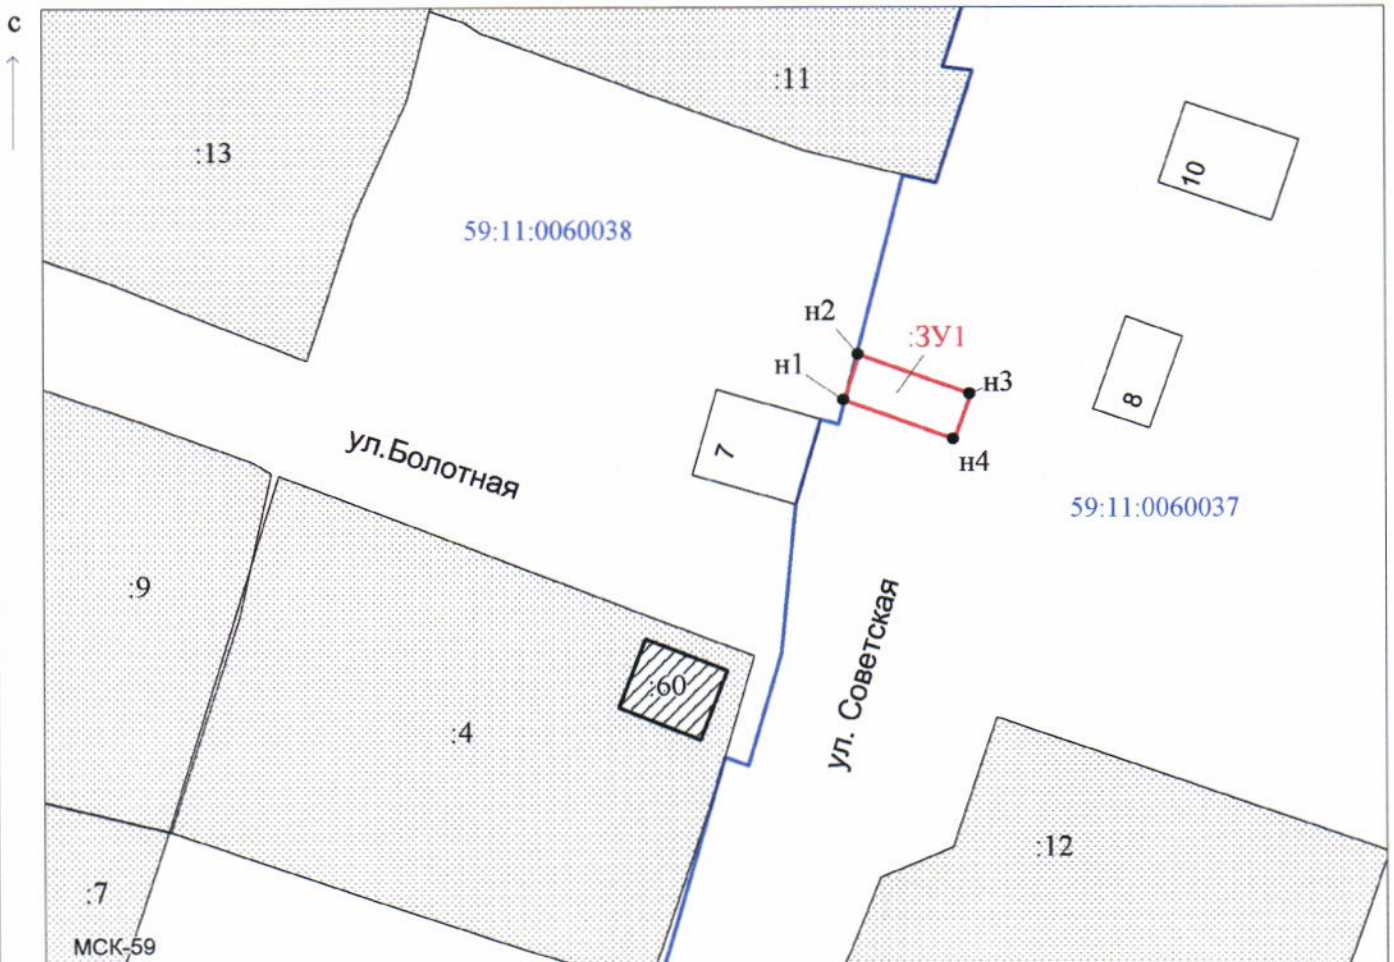 с
:11
:13
10
59:11:0060038
н2
:ЗУ1
н1
н3
8
ул.Болотная
7
н4
59:11:0060037
:9
ул. Советская
:60
:4
:12
:7
МСК-59